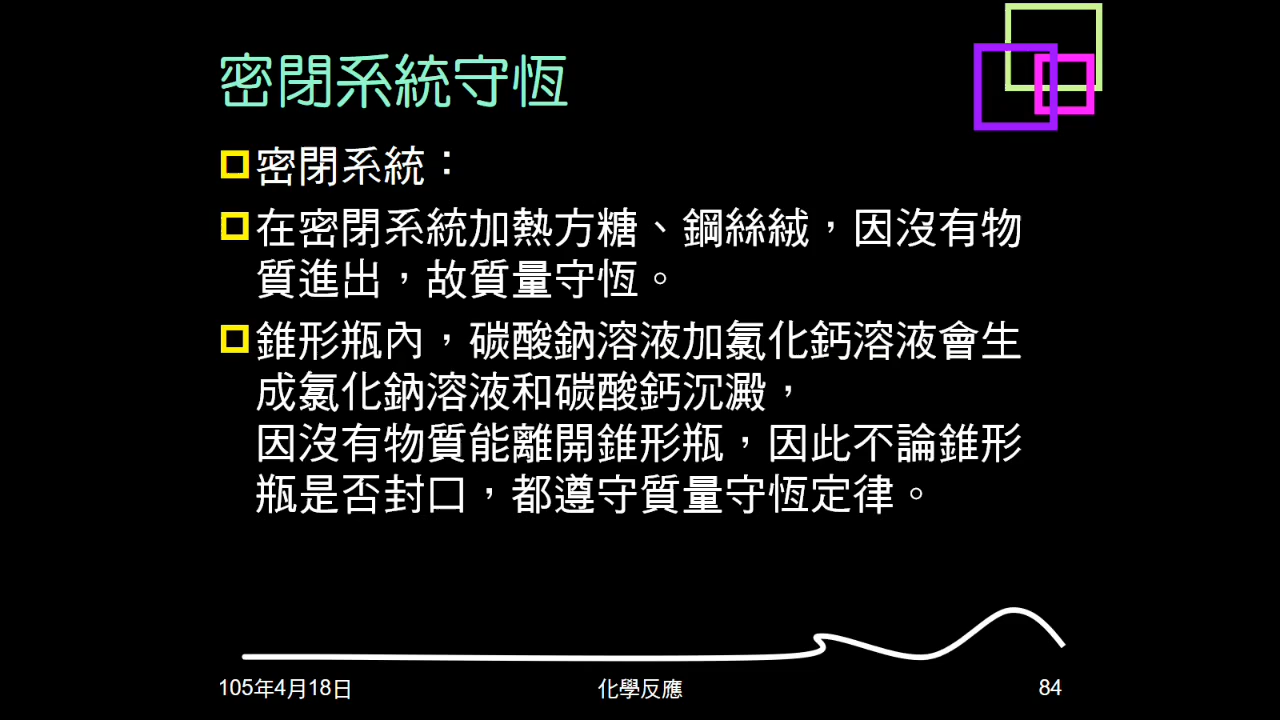 密閉系統守恆
密閉系統：
在密閉系統加熱方糖、鋼絲絨，因沒有物
質進出，故質量守恆。
錐形瓶內，碳酸鈉溶液加氯化鈣溶液會生
成氯化鈉溶液和碳酸鈣沉澱，
因沒有物質能離開錐形瓶，因此不論錐形
瓶是否封口，都遵守質量守恆定律。
105年4月18日
化學反應
84